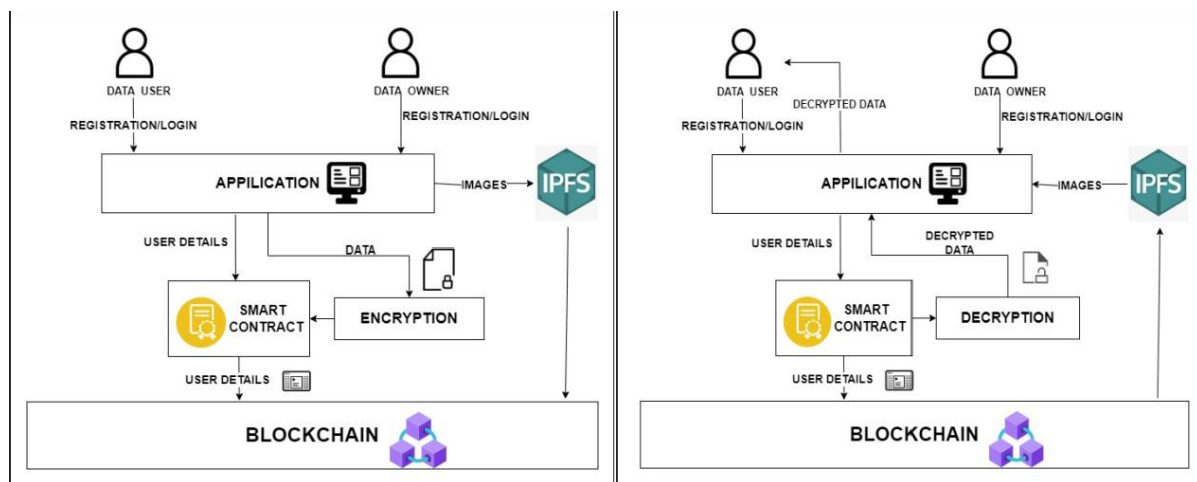 DATA USER
DATA OWNER
REGISTRATION/LOGIN
REGISTRATION/LOGIN
APPILICATION
IMAGES
IPFS
USER DETAILS
DATA
SMART
CONTRACT
ENCRYPTION
USER DETAILS
BLOCKCHAIN
DATA USER
DECRYPTED DATA
DATA OWNER
REGISTRATION/LOGIN
REGISTRATION/LOGIN
APPILICATION
IMAGES
IPFS
USER DETAILS
DECRYPTED
DATA
SMART
CONTRACT
DECRYPTION
USER DETAILS
BLOCKCHAIN